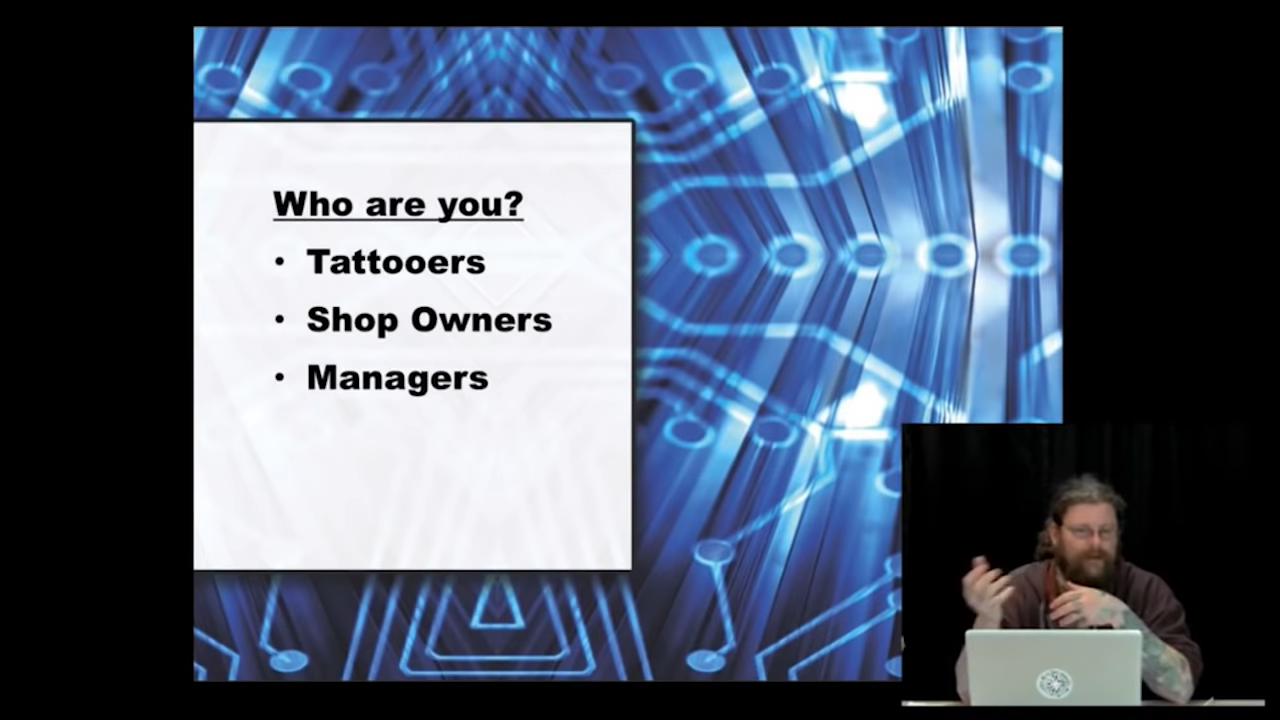 Who are you?
• Tattooers
• Shop Owners
• Managers